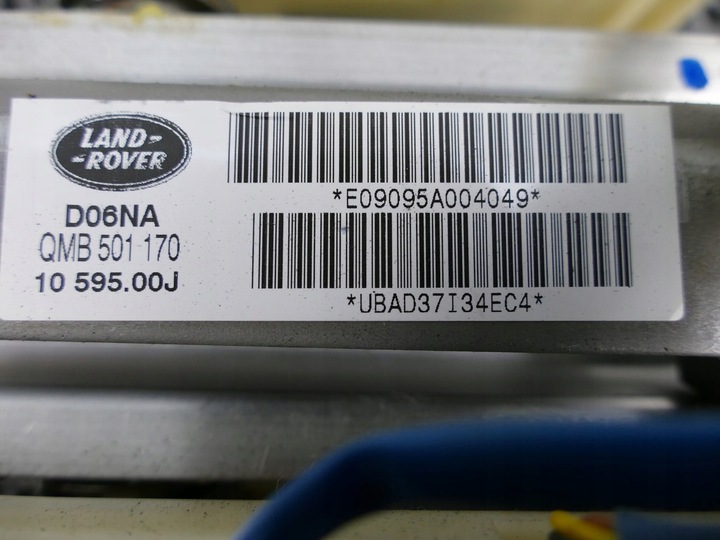 LAND-
-ROVER
D06NA
QMB 501 170
10 595.00J
*E09095A004049*
*UBAD37I34EC4*